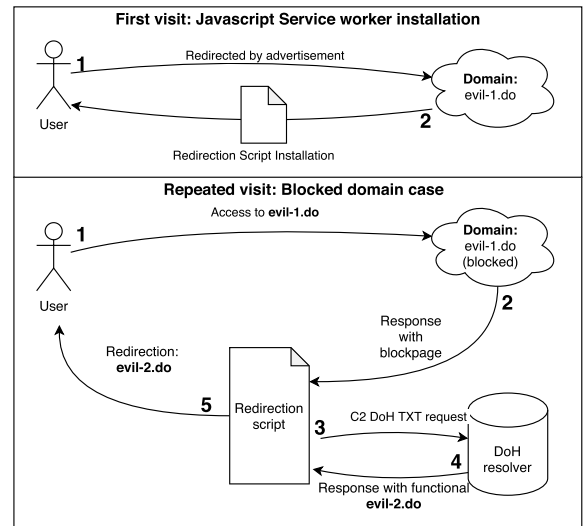 First visit: Javascript Service worker installation
1
Redirected by advertisement
Domain:
evil-1.do
User
2
Redirection Script Installation
Repeated visit: Blocked domain case
Access to evil-1.do
1
Domain:
evil-1.do
(blocked)
User
2
Response
with
blockpage
Redirection:
evil-2.do
5
Redirection
script
3
C2 DoH TXT request
4
DoH
resolver
Response with functional
evil-2.do